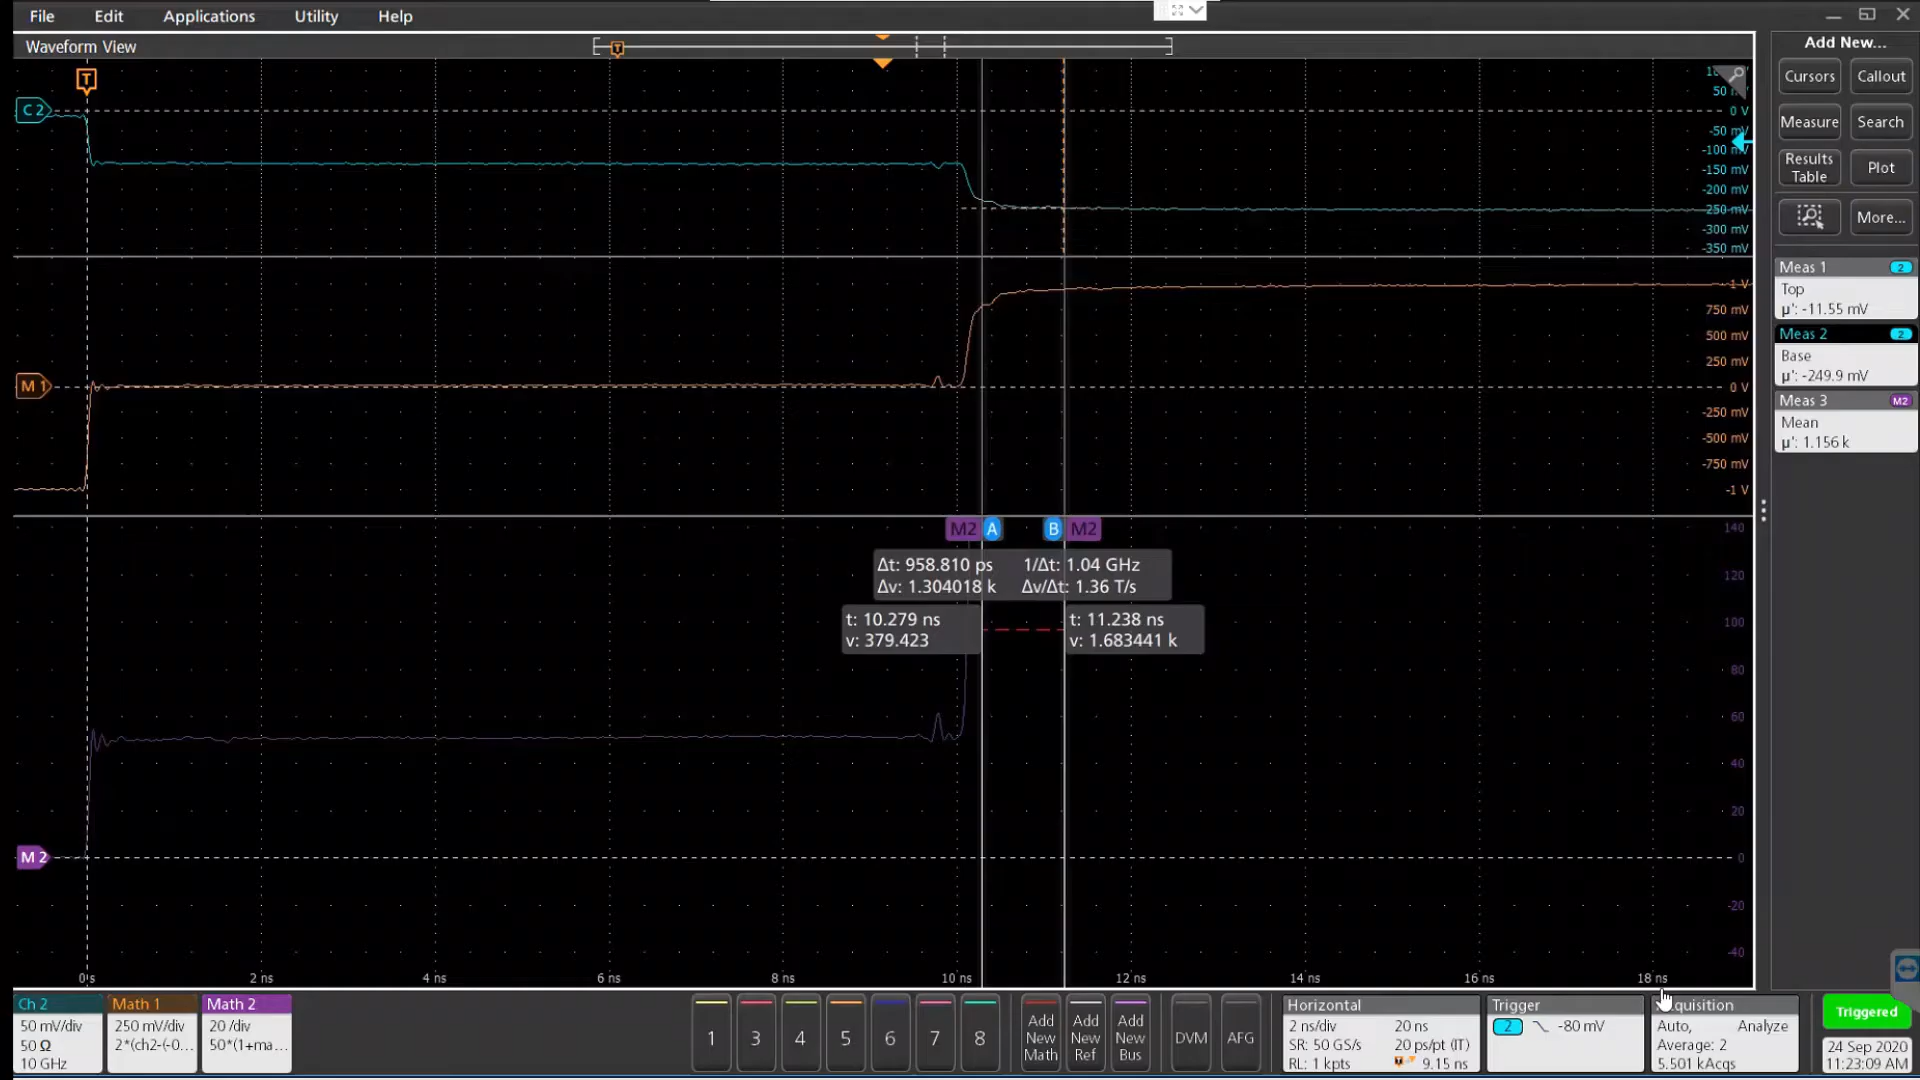 File Edit Applications Utility Help
Waveform View
Add New...
Cursors Callout
Measure Search
Results Table Plot
More...
T
T
C 2
0 V
-50 mV
-100 mV
-150 mV
-200 mV
-250 mV
-300 mV
-350 mV
M 1
1 V
750 mV
500 mV
250 mV
0 V
-250 mV
-500 mV
-750 mV
-1 V
Meas 1 2
Top
µ': -11.55 mV
Meas 2 2
Base
µ': -249.9 mV
Meas 3 M2
Mean
µ': 1.156 k
M2 A B M2
Δt: 958.810 ps 1/Δt: 1.04 GHz
Δv: 1.304018 k Δv/Δt: 1.36 T/s
t: 10.279 ns
v: 379.423
t: 11.238 ns
v: 1.683441 k
140
120
100
80
60
40
20
M 2
0
-20
-40
0 s 2 ns 4 ns 6 ns 8 ns 10 ns 12 ns 14 ns 16 ns 18 ns
Ch 2
50 mV/div
50 Ω
10 GHz
Math 1
250 mV/div
2*(ch2-(-0...
Math 2
20 /div
50*(1+ma...
1 3 4 5 6 7 8
Add New Math
Add New Ref
Add New Bus
DVM
AFG
Horizontal
2 ns/div 20 ns
SR: 50 GS/s 20 ps/pt (IT)
RL: 1 kpts 9.15 ns
Trigger
2 -80 mV
Auto, Analyze
Average: 2
5.501 kAcqs
Triggered
24 Sep 2020
11:23:09 AM